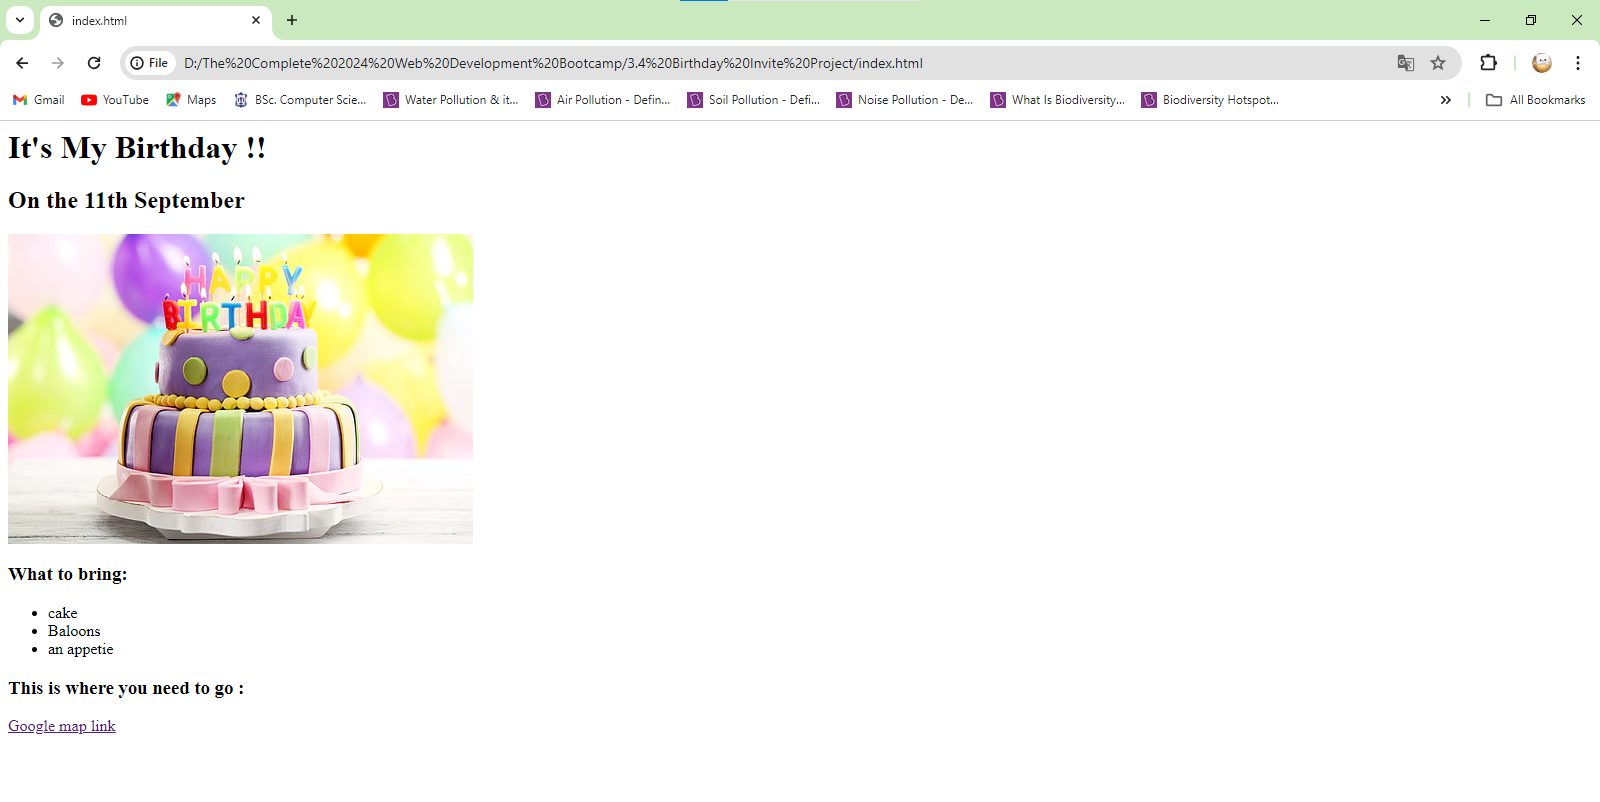 index.html
File
D:/The%20Complete%202024%20Web%20Development%20Bootcamp/3.4%20Birthday%20Invite%20Project/index.html
Gmail YouTube Maps BSc. Computer Scie... Water Pollution & it... Air Pollution - Defin... Soil Pollution - Defi... Noise Pollution - De... What Is Biodiversity... Biodiversity Hotspot... All Bookmarks
It's My Birthday !!
On the 11th September
HAPPY
BIRTHDAY
What to bring:
cake
Baloons
an appetie
This is where you need to go :
Google map link